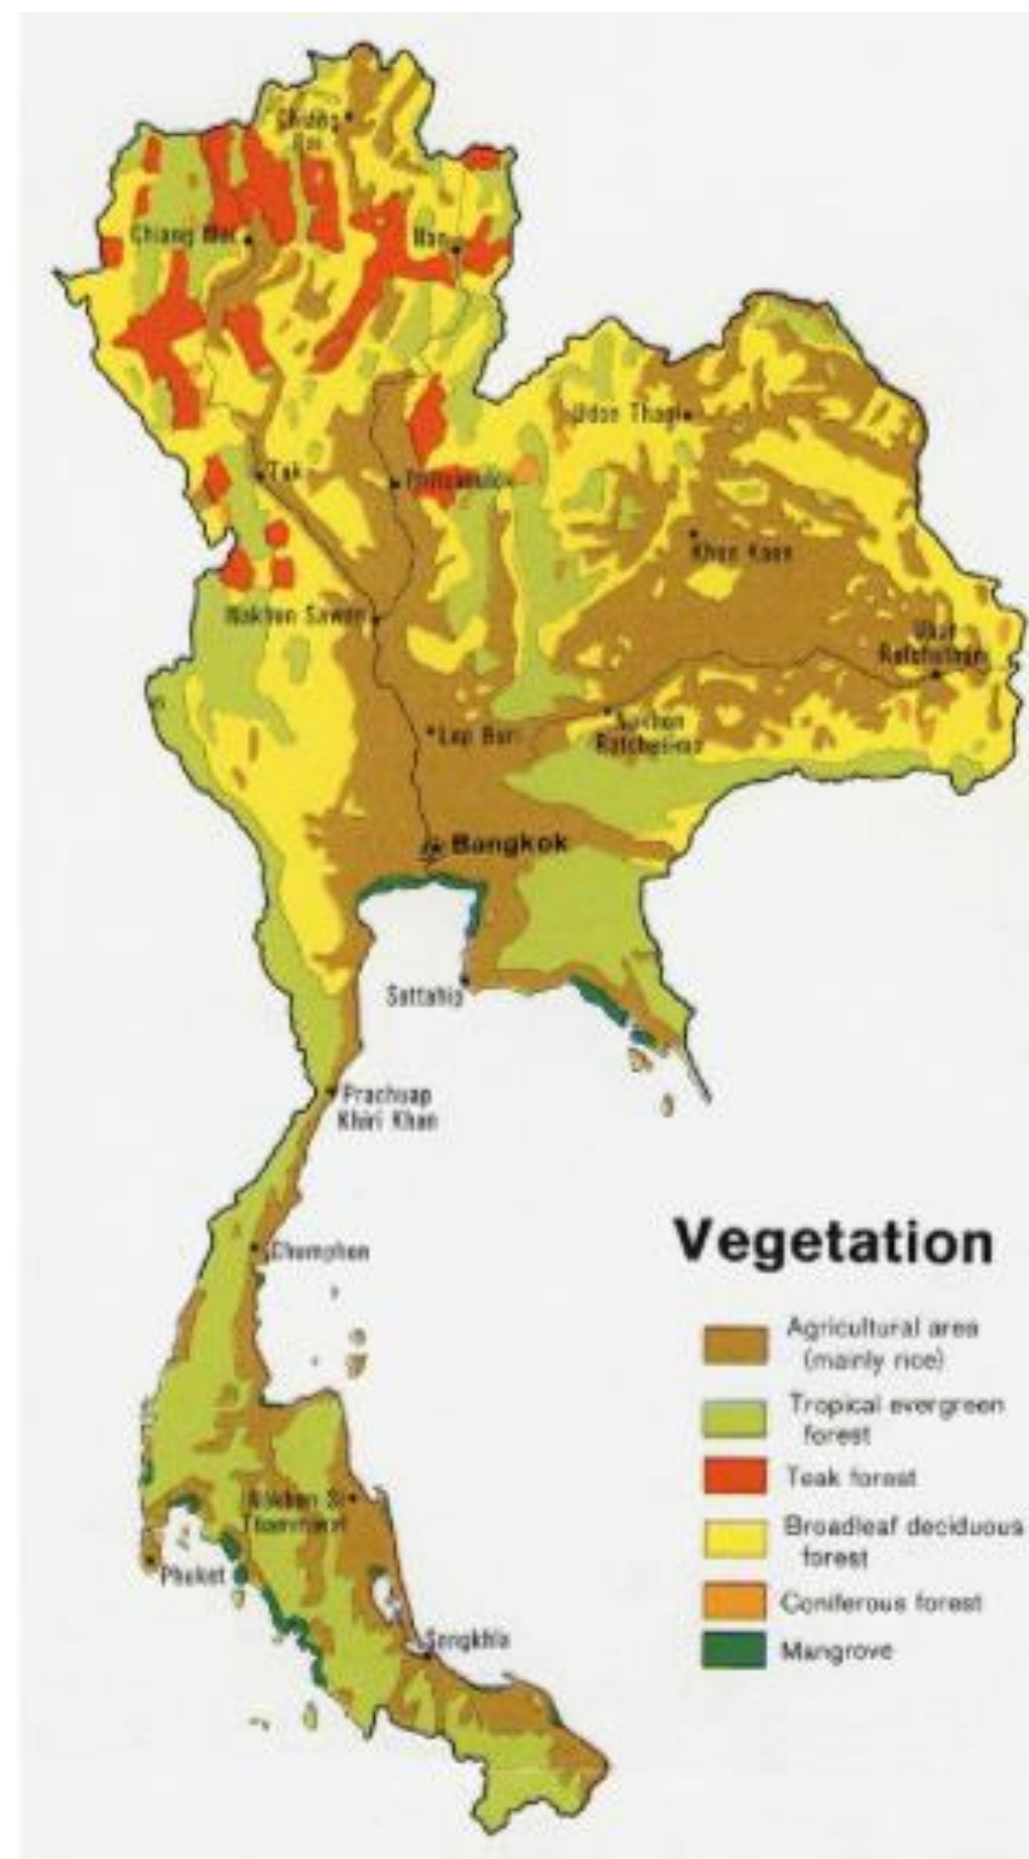 Chiang
Rai
Chiang Mai
Nan
Udon Thani
Tak
Phitsanulok
Khon Kaen
Nakhon Sawan
Ubon
Ratchathani
Lop Buri
Nakhon
Ratchasima
Bangkok
Sattahip
Prachuap
Khiri Khan
Chumphon
Vegetation
Agricultural area
(mainly rice)
Tropical evergreen
forest
Teak forest
Broadleaf deciduous
forest
Coniferous forest
Mangrove
Nakhon Si
Thammarat
Phuket
Songkhla